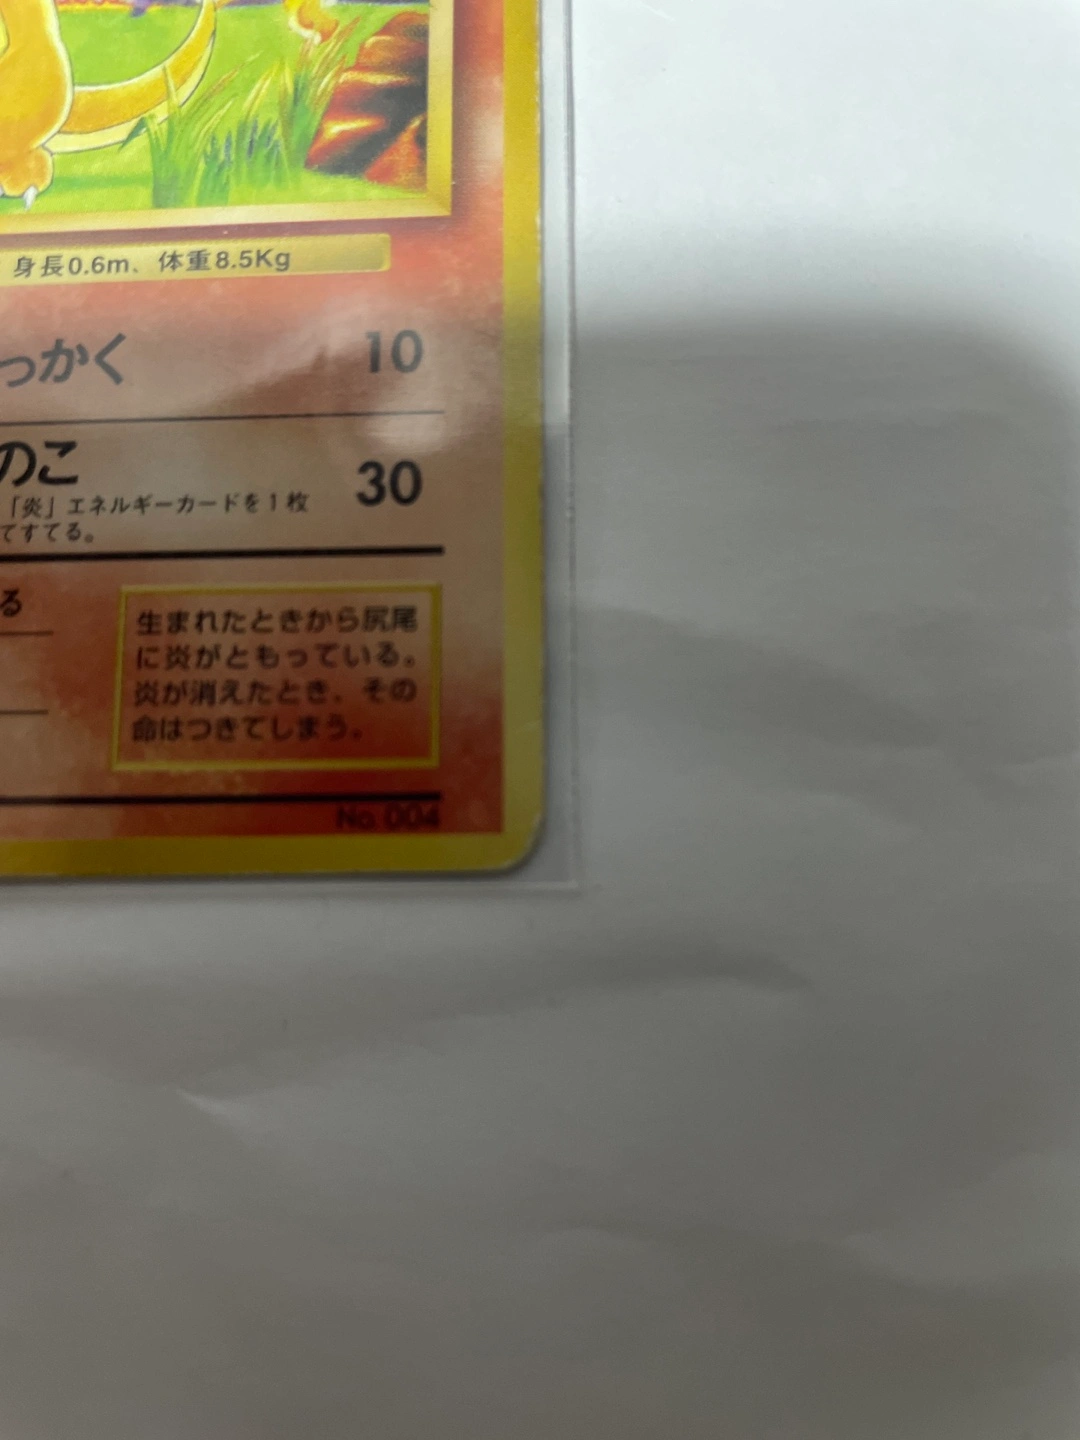 身長0.6m、体重8.5Kg
っかく 10
のこ 30
「炎」エネルギーカードを1枚
てすてる。
る
生まれたときから尻尾
に炎がともっている。
炎が消えたとき、その
命はつきてしまう。
No. 004